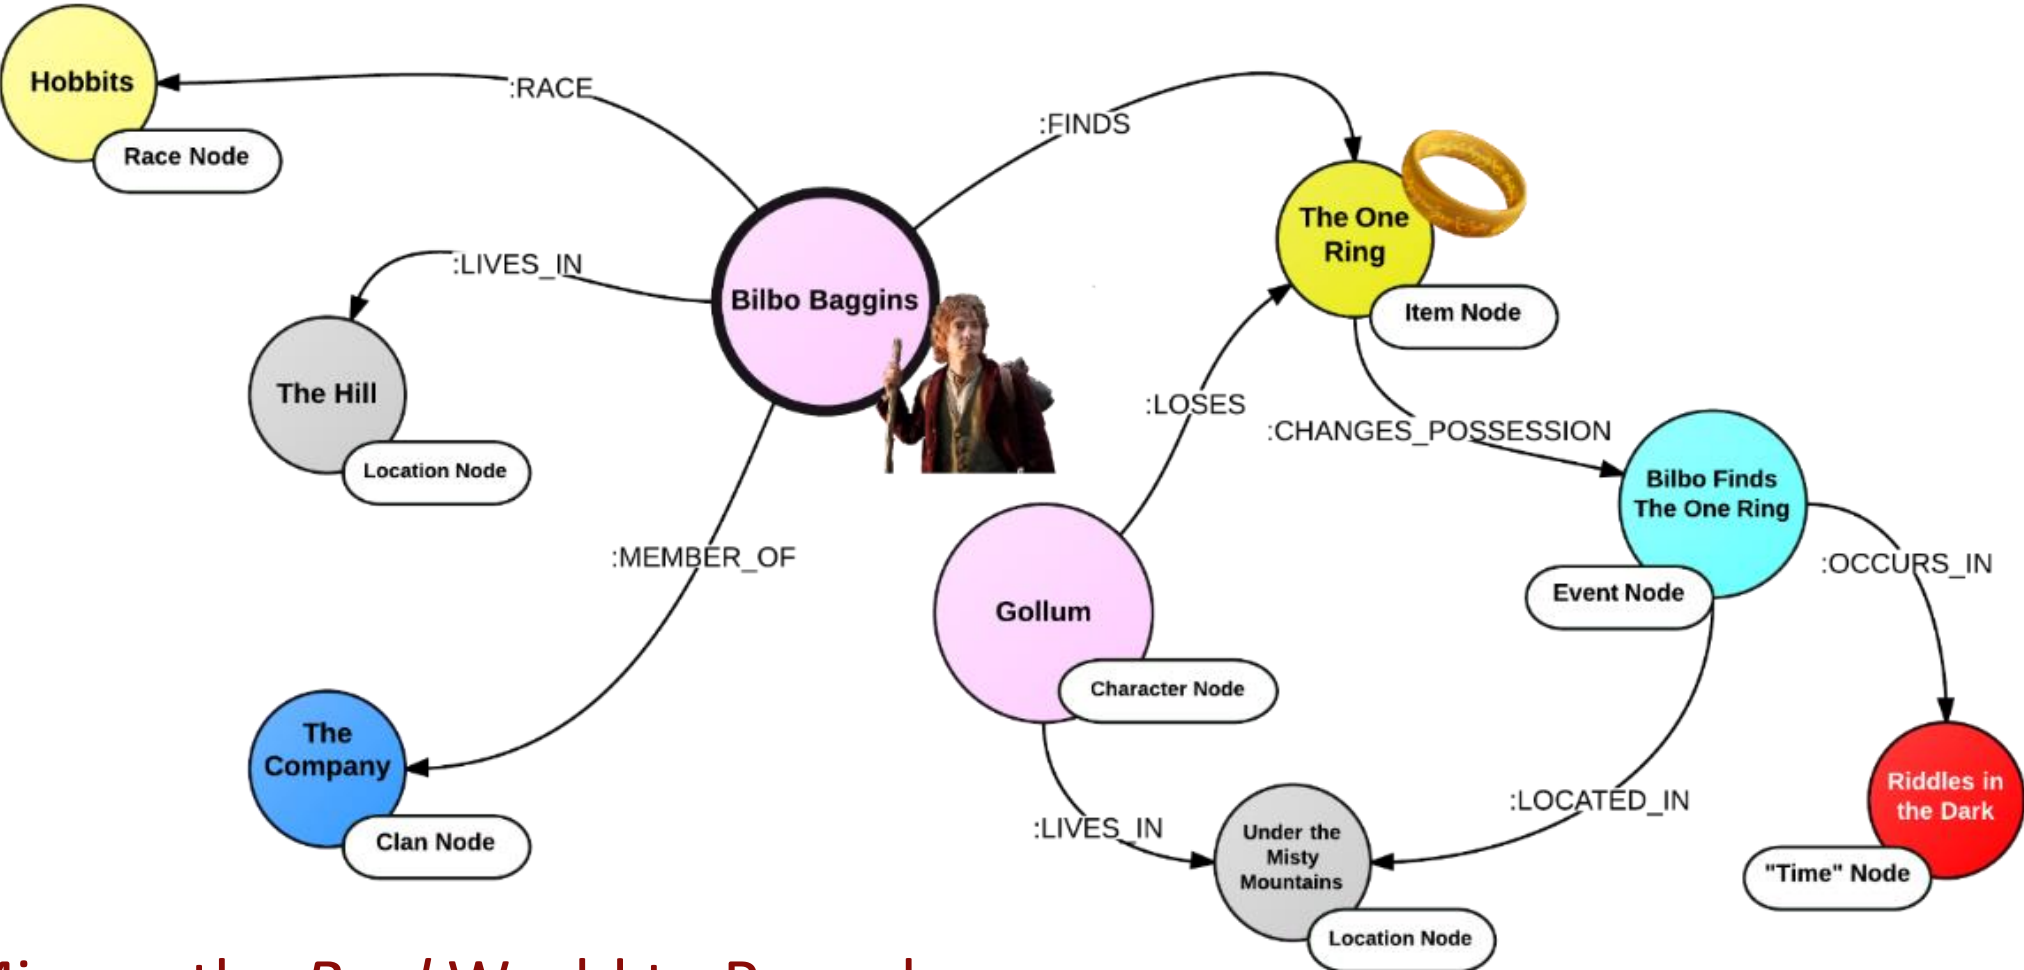 Hobbits
Race Node
:RACE
:FINDS
The One
Ring
Item Node
:LIVES_IN
Bilbo Baggins
The Hill
Location Node
:LOSES
:CHANGES_POSSESSION
Bilbo Finds
The One Ring
Event Node
:OCCURS_IN
:MEMBER_OF
Gollum
Character Node
The
Company
Clan Node
:LIVES_IN
Under the
Misty
Mountains
Location Node
:LOCATED_IN
Riddles in
the Dark
"Time" Node